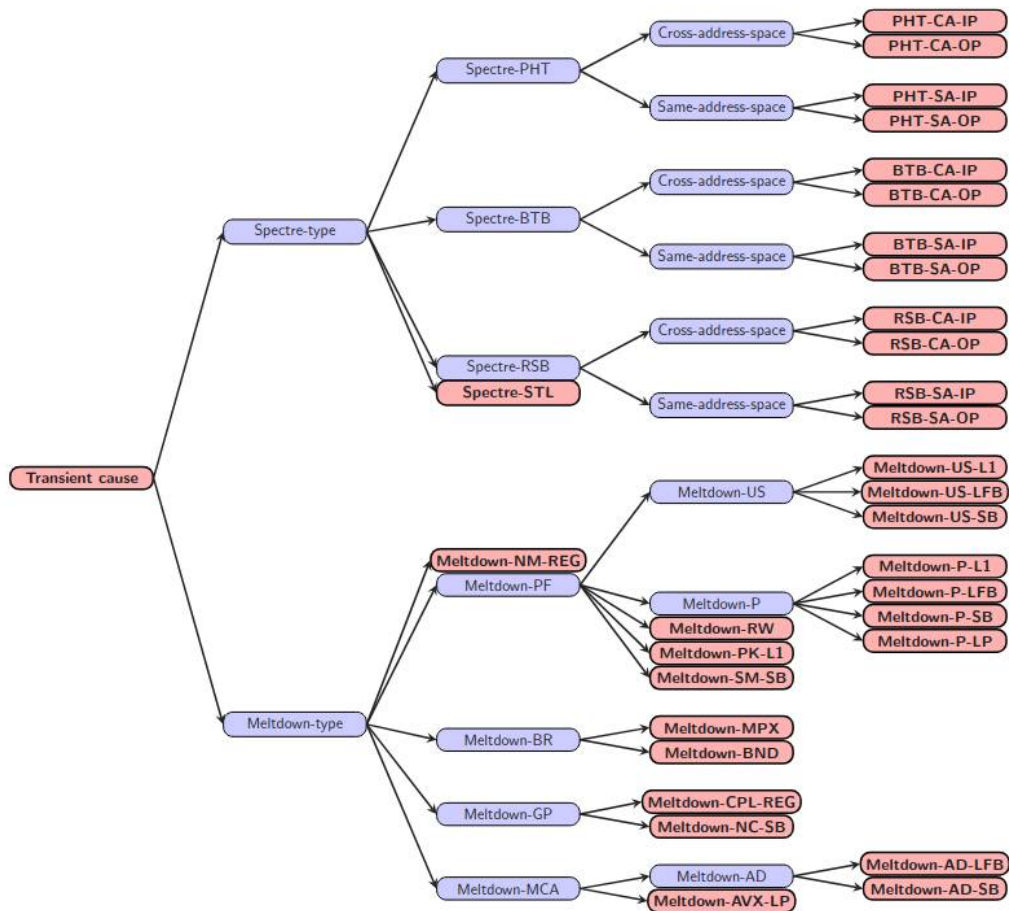 PHT-CA-IP
Cross-address-space
PHT-CA-OP
Spectre-PHT
PHT-SA-IP
Same-address-space
PHT-SA-OP
BTB-CA-IP
Cross-address-space
BTB-CA-OP
Spectre-type
Spectre-BTB
BTB-SA-IP
Same-address-space
BTB-SA-OP
RSB-CA-IP
Cross-address-space
RSB-CA-OP
Spectre-RSB
Spectre-STL
RSB-SA-IP
Same-address-space
RSB-SA-OP
Transient cause
Meltdown-US-L1
Meltdown-US
Meltdown-US-LFB
Meltdown-US-SB
Meltdown-NM-REG
Meltdown-PF
Meltdown-P-L1
Meltdown-P-LFB
Meltdown-P
Meltdown-P-SB
Meltdown-RW
Meltdown-P-LP
Meltdown-PK-L1
Meltdown-SM-SB
Meltdown-type
Meltdown-MPX
Meltdown-BR
Meltdown-BND
Meltdown-CPL-REG
Meltdown-GP
Meltdown-NC-SB
Meltdown-AD-LFB
Meltdown-AD
Meltdown-MCA
Meltdown-AD-SB
Meltdown-AVX-LP